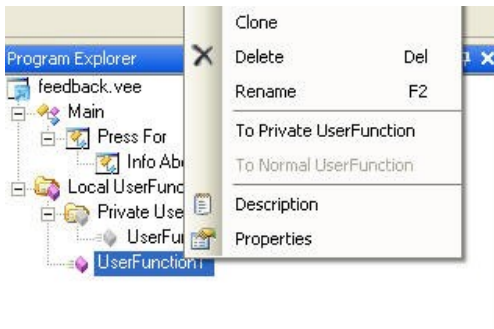 Clone
Program Explorer
Delete Del
feedback.vee
Rename F2
Main
Press For
To Private UserFunction
Info Ab
To Normal UserFunction
Local UserFunc
Private Use
Description
UserFu
Properties
UserFunction1